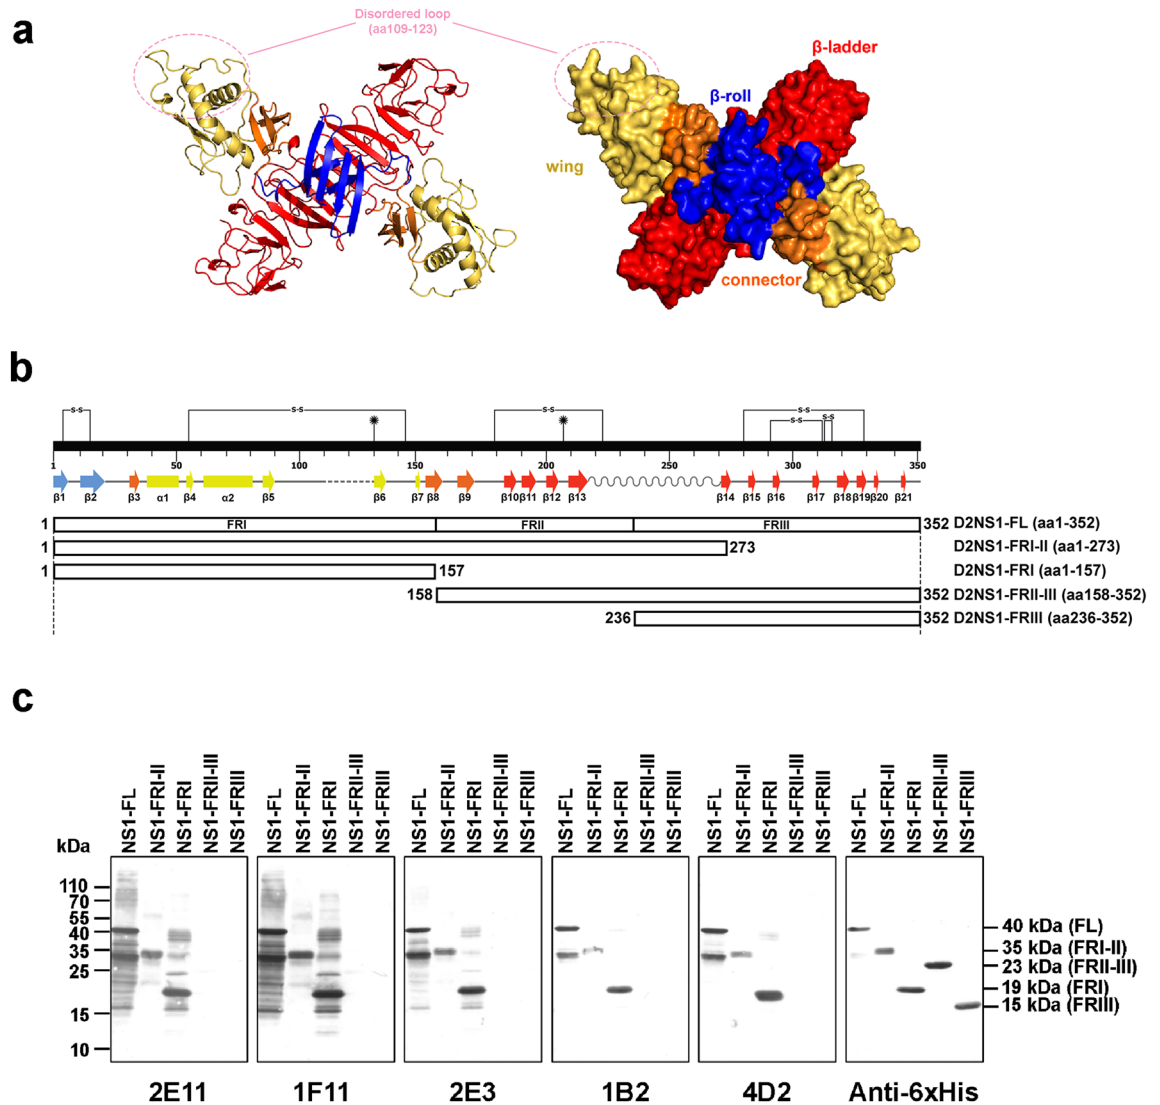 a
Disordered loop
(aa109-123)
β-ladder
β-roll
wing
connector
b
s-s
s-s
s-s
s-s
s-s
s-s
1 50 100 150 200 250 300 350
β1 β2 β3 α1 β4 α2 β5 β6 β7 β8 β9 β10 β11 β12 β13 β14 β15 β16 β17 β18 β19 β20 β21
1 FRI FRII FRIII 352 D2NS1-FL (aa1-352)
1 273 D2NS1-FRI-II (aa1-273)
1 157 D2NS1-FRI (aa1-157)
158 352 D2NS1-FRII-III (aa158-352)
236 352 D2NS1-FRIII (aa236-352)
c
NS1-FL NS1-FRI-II NS1-FRI NS1-FRII-III NS1-FRIII
NS1-FL NS1-FRI-II NS1-FRI NS1-FRII-III NS1-FRIII
NS1-FL NS1-FRI-II NS1-FRI NS1-FRII-III NS1-FRIII
NS1-FL NS1-FRI-II NS1-FRI NS1-FRII-III NS1-FRIII
NS1-FL NS1-FRI-II NS1-FRI NS1-FRII-III NS1-FRIII
NS1-FL NS1-FRI-II NS1-FRI NS1-FRII-III NS1-FRIII
kDa
110
70
55
40
35
25
15
10
40 kDa (FL)
35 kDa (FRI-II)
23 kDa (FRII-III)
19 kDa (FRI)
15 kDa (FRIII)
2E11 1F11 2E3 1B2 4D2 Anti-6xHis